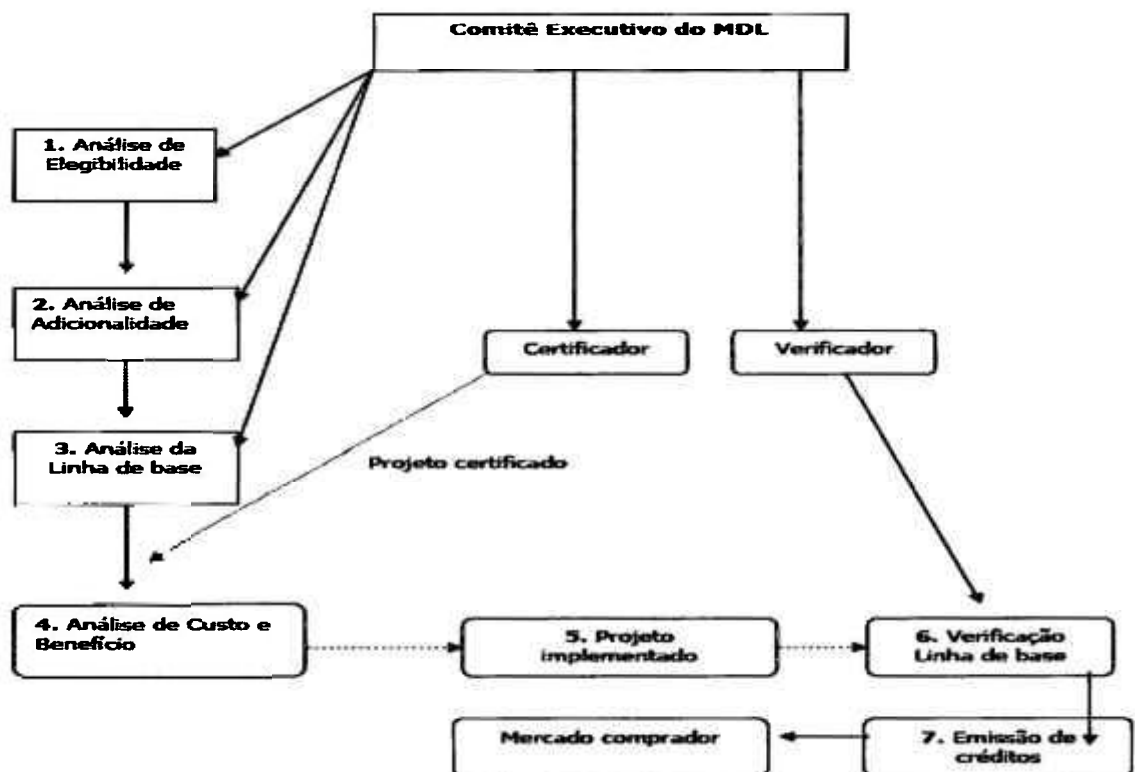 Comitê Executivo do MDL
1. Análise de
Elegibilidade
2. Análise de
Adicionalidade
Certificador
Verificador
3. Análise da
Linha de base
Projeto certificado
4. Análise de Custo e
Benefício
5. Projeto
implementado
6. Verificação
Linha de base
Mercado comprador
7. Emissão de
créditos